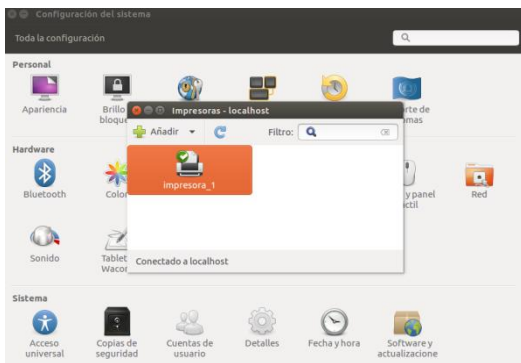 Configuración del sistema
Toda la configuración
Personal
Apariencia
Brillo
bloque
Impresoras - localhost
Añadir
Filtro:
impresora_1
Conectado a localhost
rte de
mas
Hardware
Bluetooth
Color
y panel
ctil
Red
Sonido
Tablet
Wacom
Sistema
Acceso
universal
Copias de
seguridad
Cuentas de
usuario
Detalles
Fecha y hora
Software y
actualizacione